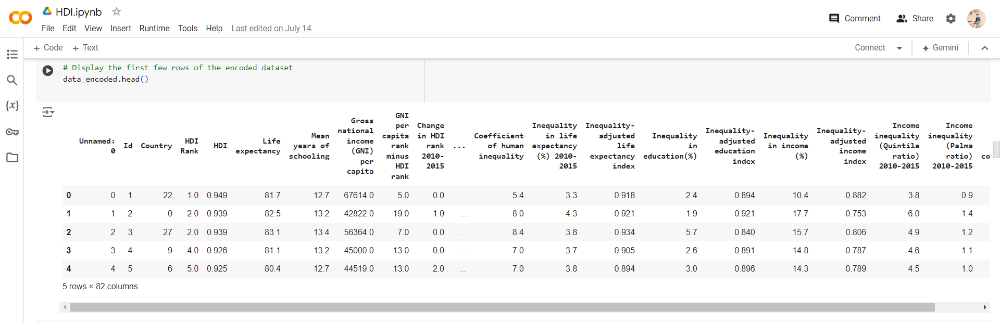 HDI.ipynb
File Edit View Insert Runtime Tools Help Last edited on July 14
Comment Share
+ Code + Text
Connect Gemini
# Display the first few rows of the encoded dataset
data_encoded.head()
Unnamed: 0 Id Country HDI Rank HDI Life expectancy Mean years of schooling Gross national income (GNI) per capita GNI per capita rank minus HDI rank Change in HDI rank 2010-2015 ... Coefficient of human inequality Inequality in life expectancy (%) 2010-2015 Inequality-adjusted life expectancy index Inequality in education(%) Inequality-adjusted education index Inequality in income (%) Inequality-adjusted income index Income inequality (Quintile ratio) 2010-2015 Income inequality (Palma ratio) 2010-2015 co
0 0 1 22 1.0 0.949 81.7 12.7 67614.0 5.0 0.0 ... 5.4 3.3 0.918 2.4 0.894 10.4 0.882 3.8 0.9
1 1 2 0 2.0 0.939 82.5 13.2 42822.0 19.0 1.0 ... 8.0 4.3 0.921 1.9 0.921 17.7 0.753 6.0 1.4
2 2 3 27 2.0 0.939 83.1 13.4 56364.0 7.0 0.0 ... 8.4 3.8 0.934 5.7 0.840 15.7 0.806 4.9 1.2
3 3 4 9 4.0 0.926 81.1 13.2 45000.0 13.0 0.0 ... 7.0 3.7 0.905 2.6 0.891 14.8 0.787 4.6 1.1
4 4 5 6 5.0 0.925 80.4 12.7 44519.0 13.0 2.0 ... 7.0 3.8 0.894 3.0 0.896 14.3 0.789 4.5 1.0
5 rows × 82 columns
{x}